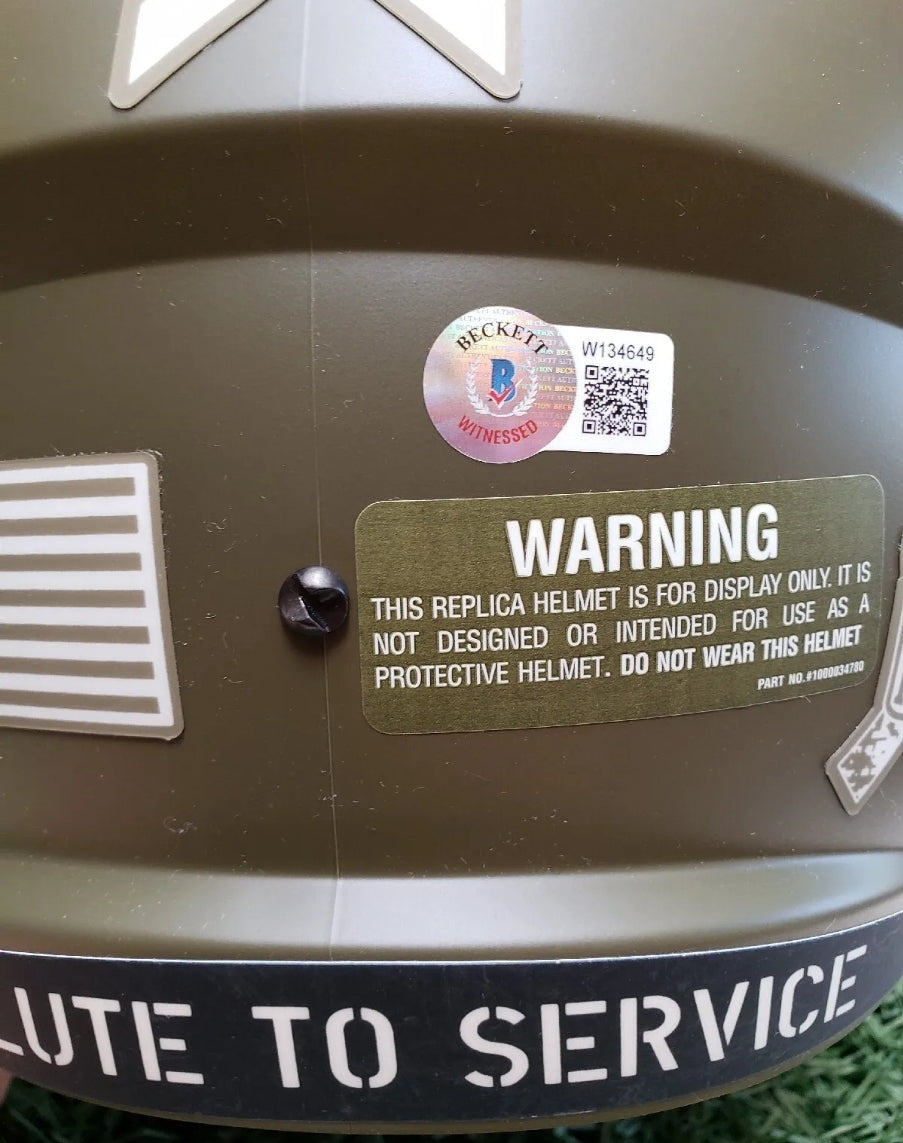 BECKETT
B
WITNESSED
W134649
WARNING
THIS REPLICA HELMET IS FOR DISPLAY ONLY. IT IS
NOT DESIGNED OR INTENDED FOR USE AS A
PROTECTIVE HELMET. DO NOT WEAR THIS HELMET
PART NO.#1000034780
LUTE TO SERVICE